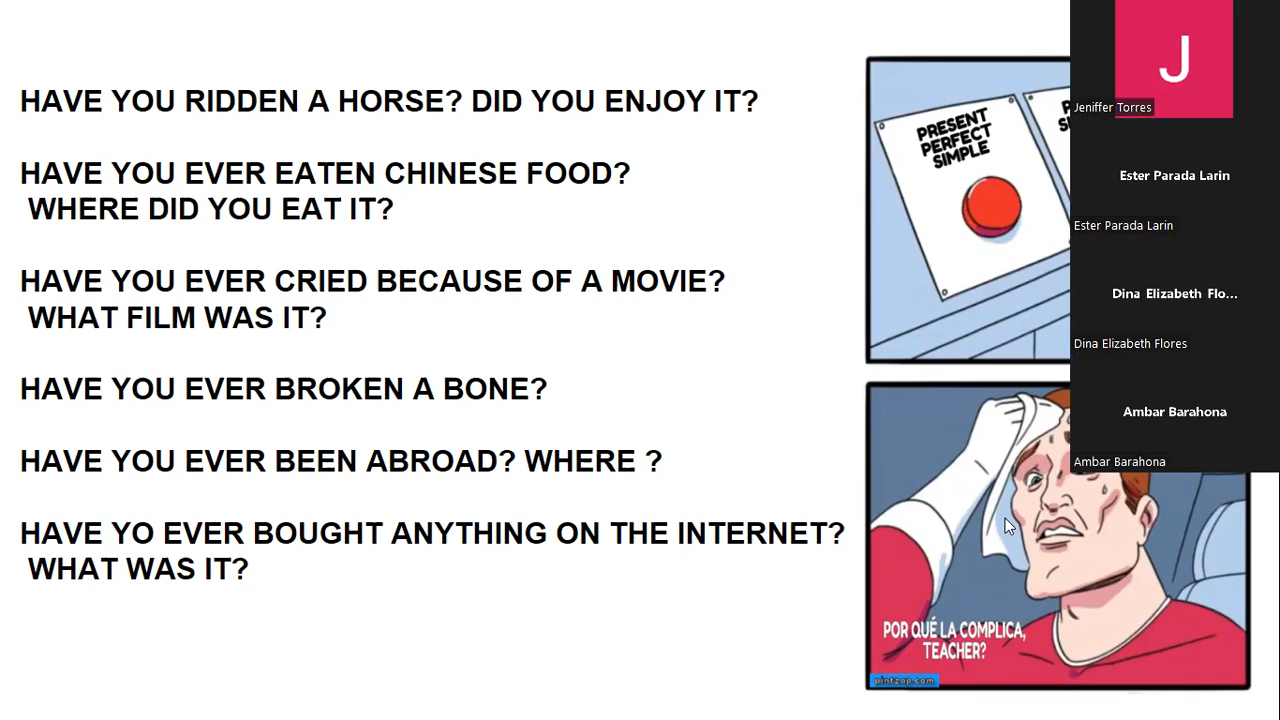 HAVE YOU RIDDEN A HORSE? DID YOU ENJOY IT?
HAVE YOU EVER EATEN CHINESE FOOD?
WHERE DID YOU EAT IT?
HAVE YOU EVER CRIED BECAUSE OF A MOVIE?
WHAT FILM WAS IT?
HAVE YOU EVER BROKEN A BONE?
HAVE YOU EVER BEEN ABROAD? WHERE ?
HAVE YO EVER BOUGHT ANYTHING ON THE INTERNET?
WHAT WAS IT?
PRESENT
PERFECT
SIMPLE
POR QUÉ LA COMPLICA,
TEACHER?
pintzap.com
J
Jeniffer Torres
Ester Parada Larin
Ester Parada Larin
Dina Elizabeth Flo...
Dina Elizabeth Flores
Ambar Barahona
Ambar Barahona